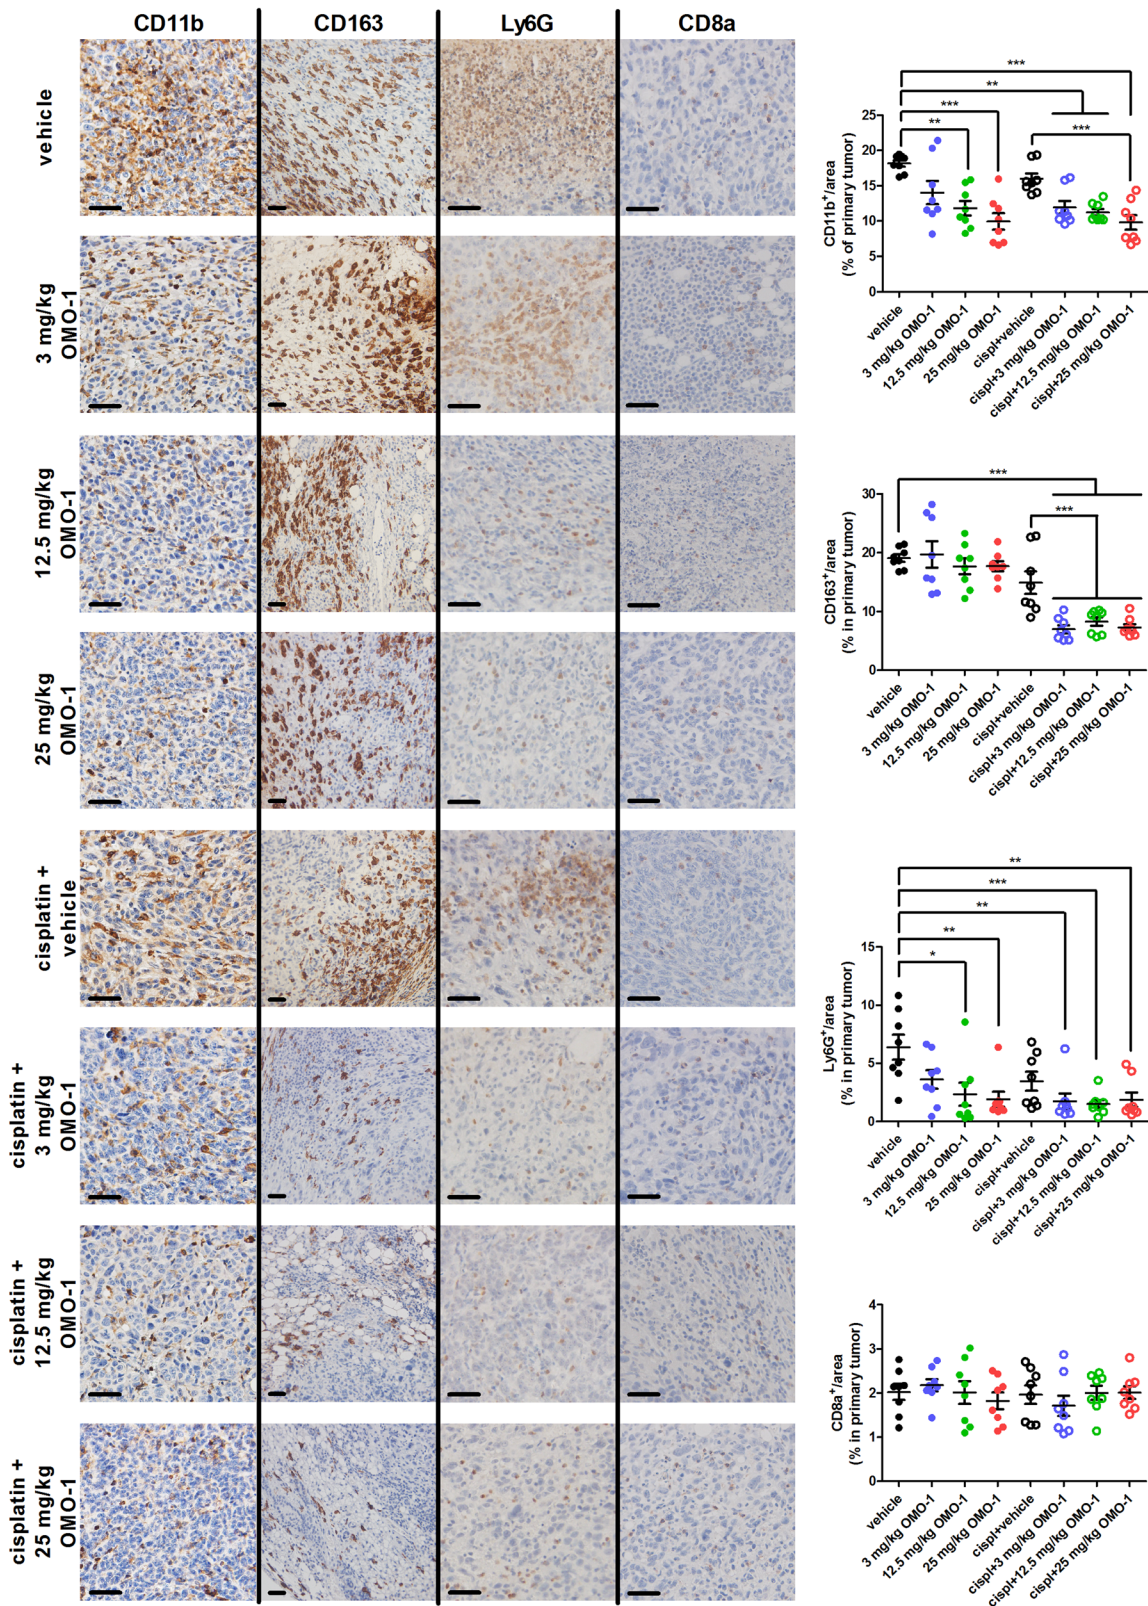 CD11b CD163 Ly6G CD8a
vehicle
3 mg/kg
OMO-1
12.5 mg/kg
OMO-1
25 mg/kg
OMO-1
cisplatin +
vehicle
cisplatin +
3 mg/kg
OMO-1
cisplatin +
12.5 mg/kg
OMO-1
cisplatin +
25 mg/kg
OMO-1
***
**
***
**
***
25
20
15
10
5
0
CD11b⁺/area
(% of primary tumor)
vehicle
3 mg/kg OMO-1
12.5 mg/kg OMO-1
25 mg/kg OMO-1
cispl+vehicle
cispl+3 mg/kg OMO-1
cispl+12.5 mg/kg OMO-1
cispl+25 mg/kg OMO-1
***
***
30
20
10
0
CD163⁺/area
(% in primary tumor)
vehicle
3 mg/kg OMO-1
12.5 mg/kg OMO-1
25 mg/kg OMO-1
cispl+vehicle
cispl+3 mg/kg OMO-1
cispl+12.5 mg/kg OMO-1
cispl+25 mg/kg OMO-1
**
***
**
**
*
15
10
5
0
Ly6G⁺/area
(% in primary tumor)
vehicle
3 mg/kg OMO-1
12.5 mg/kg OMO-1
25 mg/kg OMO-1
cispl+vehicle
cispl+3 mg/kg OMO-1
cispl+12.5 mg/kg OMO-1
cispl+25 mg/kg OMO-1
4
3
2
1
0
CD8a⁺/area
(% in primary tumor)
vehicle
3 mg/kg OMO-1
12.5 mg/kg OMO-1
25 mg/kg OMO-1
cispl+vehicle
cispl+3 mg/kg OMO-1
cispl+12.5 mg/kg OMO-1
cispl+25 mg/kg OMO-1